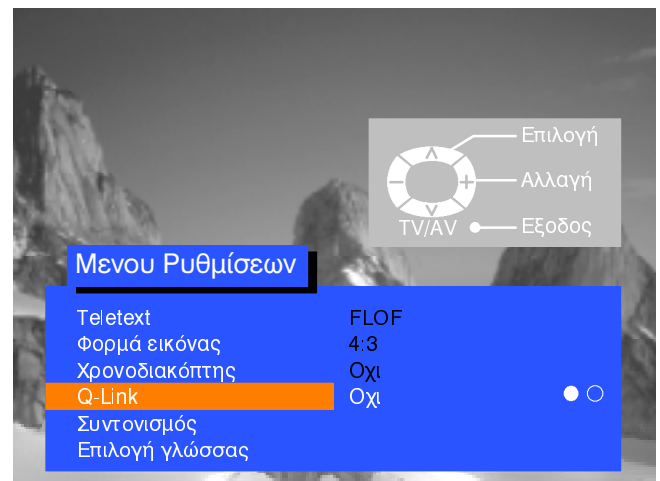 Επιλογή
Αλλαγή
TV/AV Εξοδος
Μενου Ρυθμίσεων
Teletext FLOF
Φορμά εικόνας 4:3
Χρονοδιακόπτης Οχι
Q-Link Οχι
Συντονισμός
Επιλογή γλώσσας